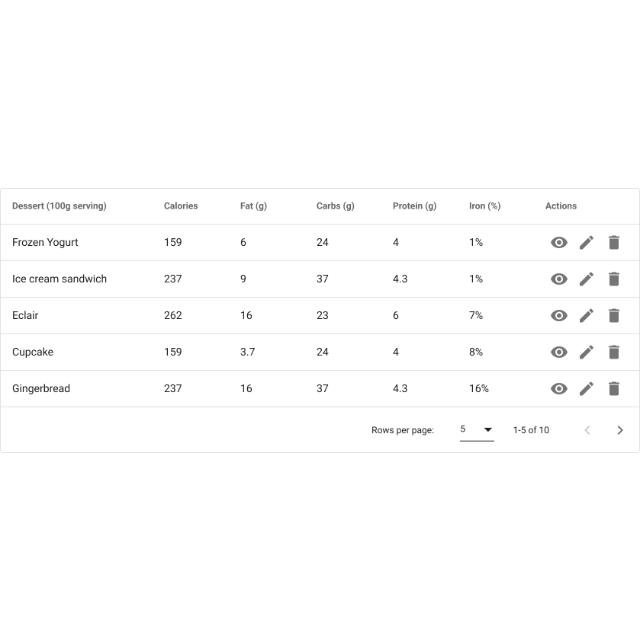 Dessert (100g serving) Calories Fat (g) Carbs (g) Protein (g) Iron (%) Actions
Frozen Yogurt 159 6 24 4 1%
Ice cream sandwich 237 9 37 4.3 1%
Eclair 262 16 23 6 7%
Cupcake 159 3.7 24 4 8%
Gingerbread 237 16 37 4.3 16%
Rows per page: 5 1-5 of 10